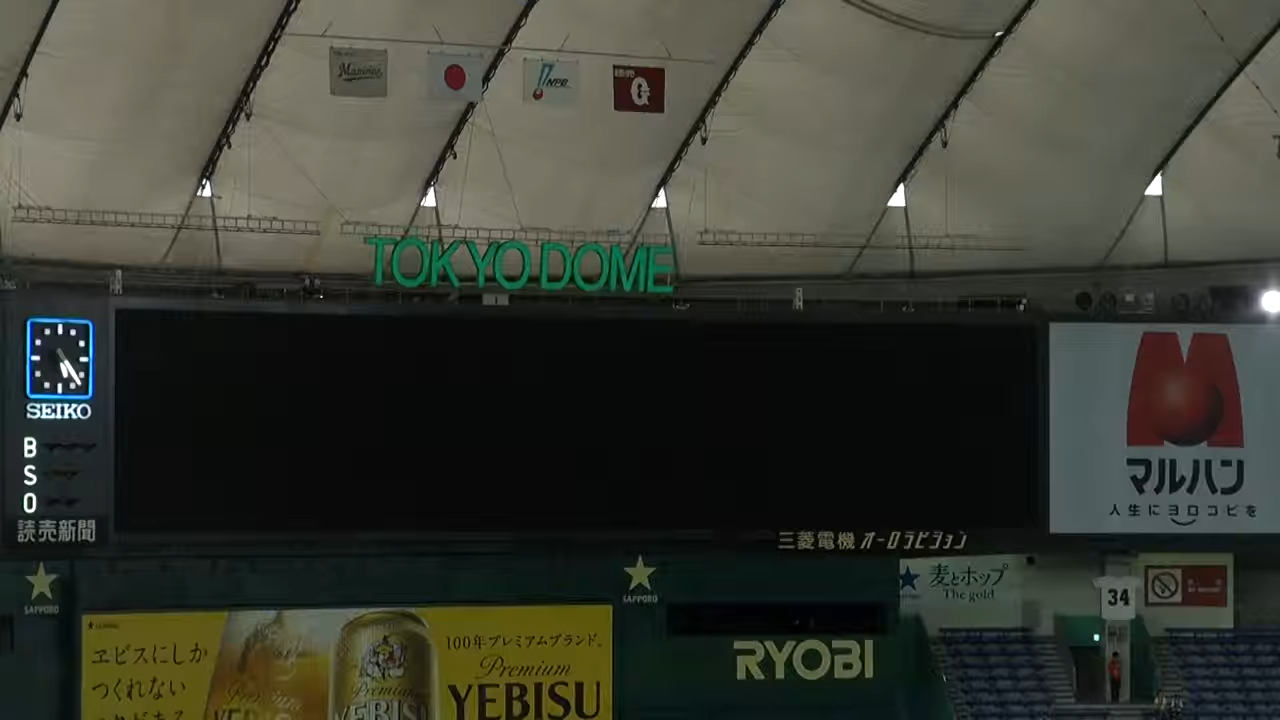 Marines
NPB
G
TOKYO DOME
SEIKO
B
S
O
読売新聞
マルハン
人生にヨロコビを
三菱電機 オーロラビジョン
SAPPORO
SAPPORO
麦とホップ
The gold
34
ヱビスにしか
つくれない
100年プレミアムブランド。
Premium
YEBISU
Premium
YEBISU
RYOBI